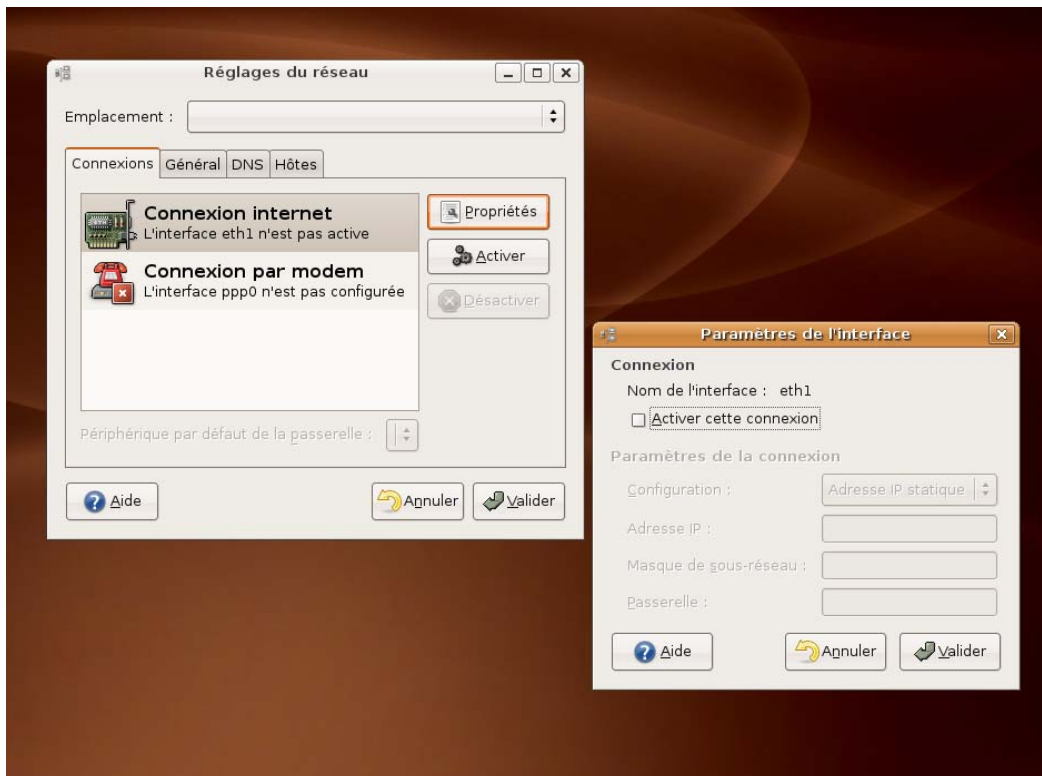 Réglages du réseau
Emplacement :
Connexions Général DNS Hôtes
Connexion internet
L'interface eth1 n'est pas active
Connexion par modem
L'interface ppp0 n'est pas configurée
Propriétés
Activer
Désactiver
Périphérique par défaut de la passerelle :
Aide Annuler Valider
Paramètres de l'interface
Connexion
Nom de l'interface : eth1
Activer cette connexion
Paramètres de la connexion
Configuration : Adresse IP statique
Adresse IP :
Masque de sous-réseau :
Passerelle :
Aide Annuler Valider